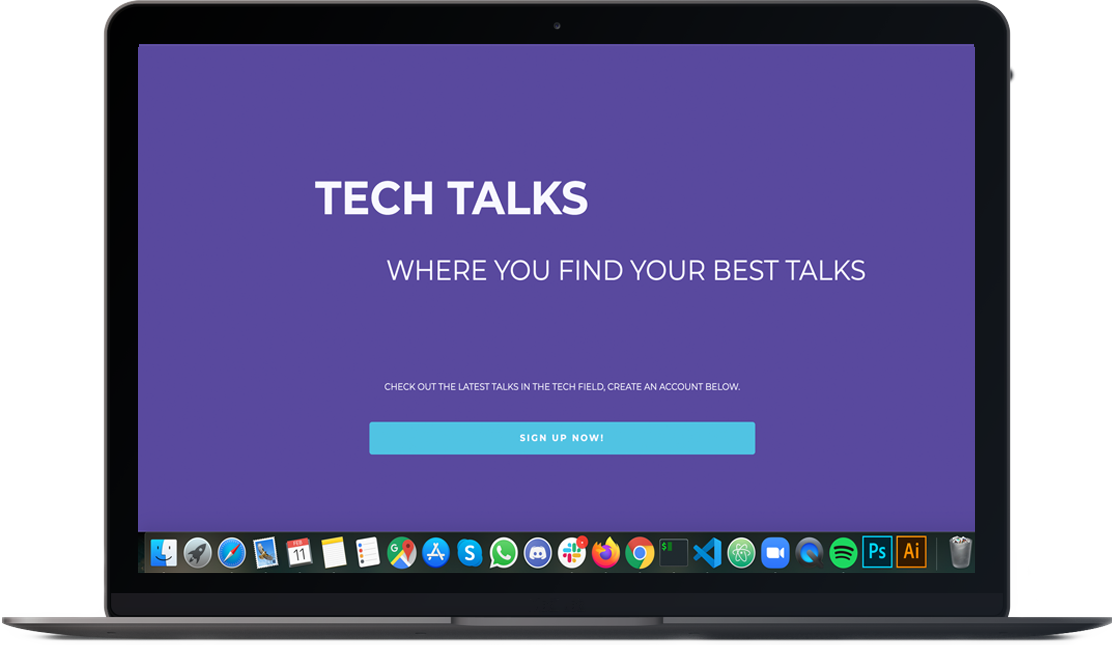 TECH TALKS
WHERE YOU FIND YOUR BEST TALKS
CHECK OUT THE LATEST TALKS IN THE TECH FIELD, CREATE AN ACCOUNT BELOW.
SIGN UP NOW!
FEB
11
G
S
$
Ps
Ai